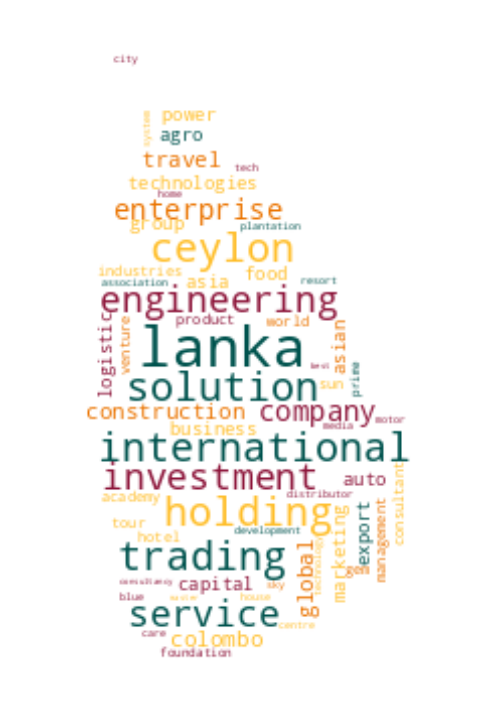 city
system
power
agro
travel
tech
technologies
home
enterprise
group
plantation
ceylon
industries
food
association
asia
resort
engineering
logistic
venture
product
world
asian
lanka
best
prime
solution
sun
construction
company
motor
business
media
international
investment
auto
consultant
academy
distributor
holding
marketing
export
management
tour
development
hotel
trading
global
technology
consultancy
capital
sky
blue
house
service
centre
care
colombo
foundation